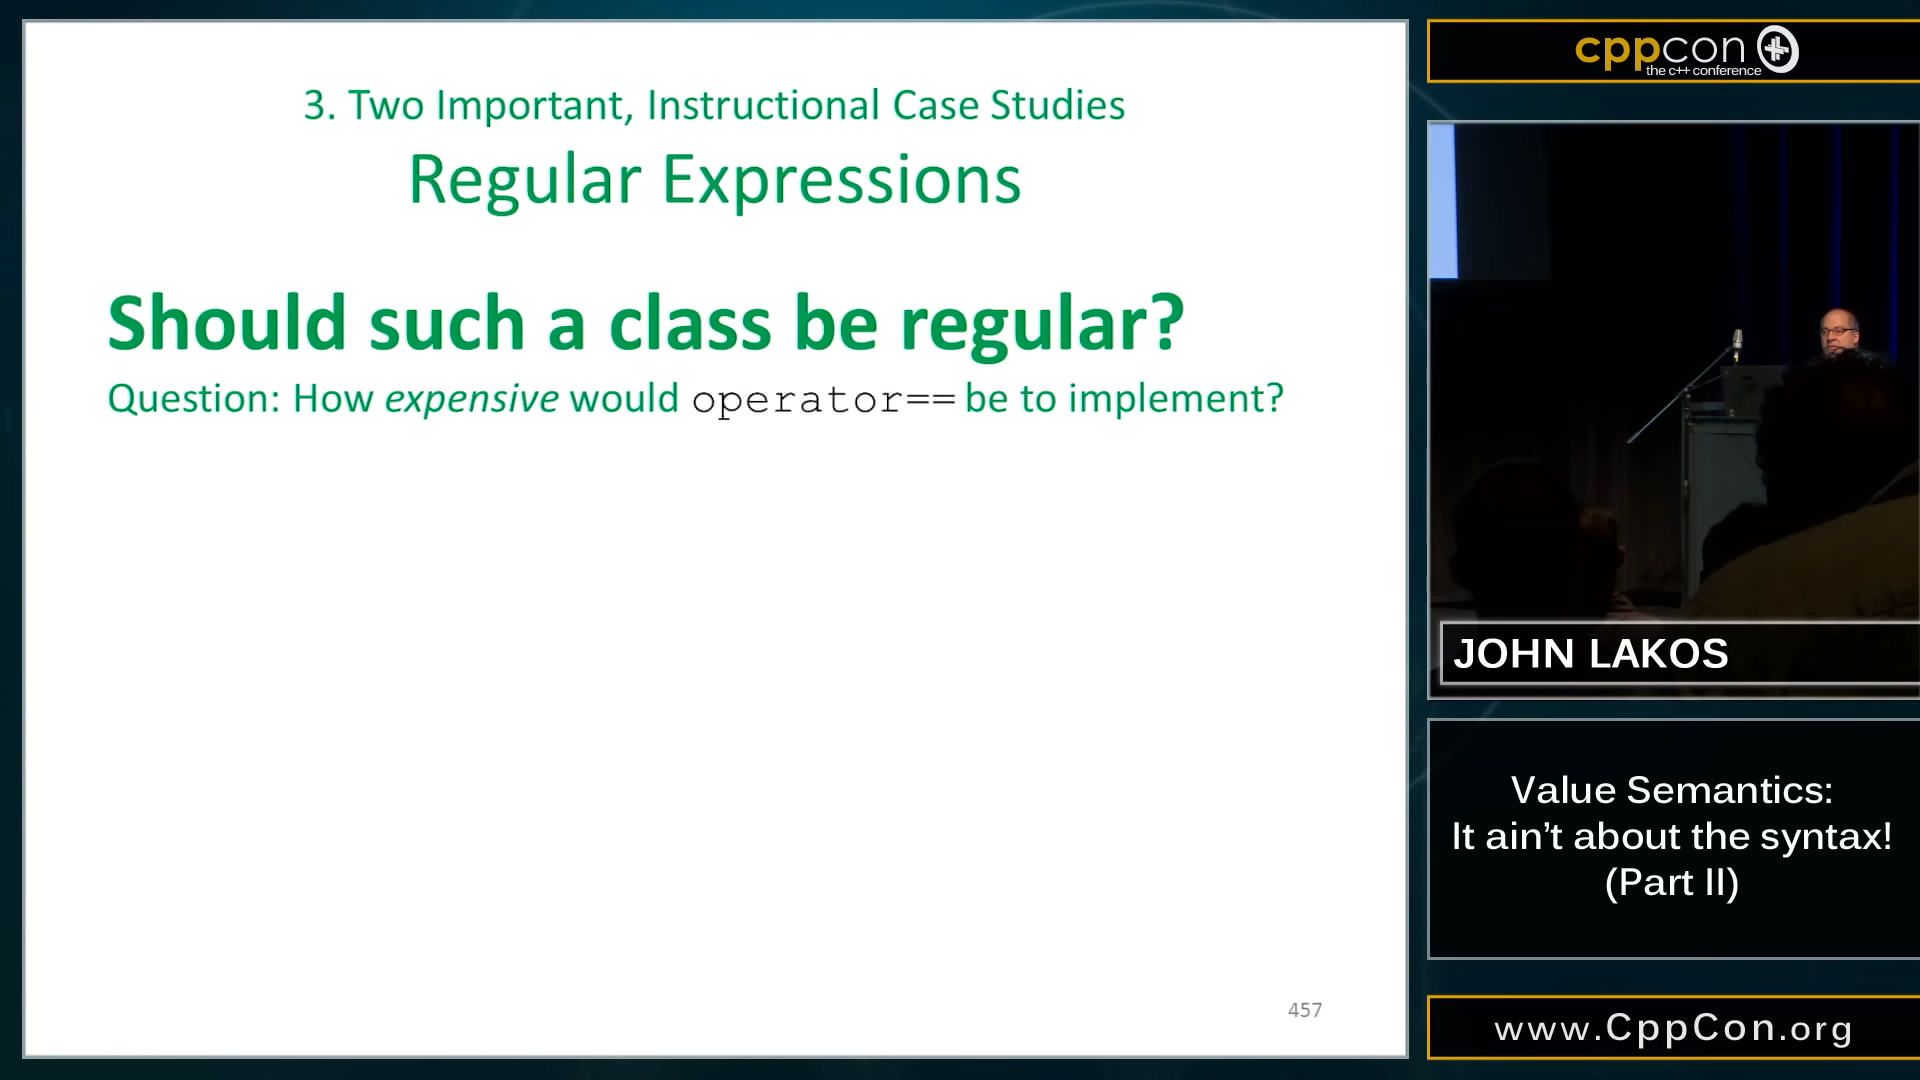 3. Two Important, Instructional Case Studies
Regular Expressions
Should such a class be regular?
Question: How expensive would operator== be to implement?
457
cppcon
the c++ conference
JOHN LAKOS
Value Semantics:
It ain’t about the syntax!
(Part II)
www.CppCon.org